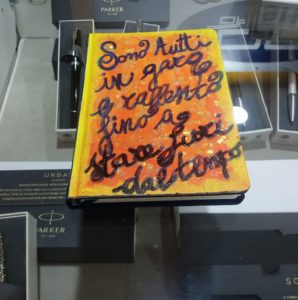 PARKER
Sono tutti
in gara
e rallento
fino a
stare fuori
dal tempo
URBAN
PARKER